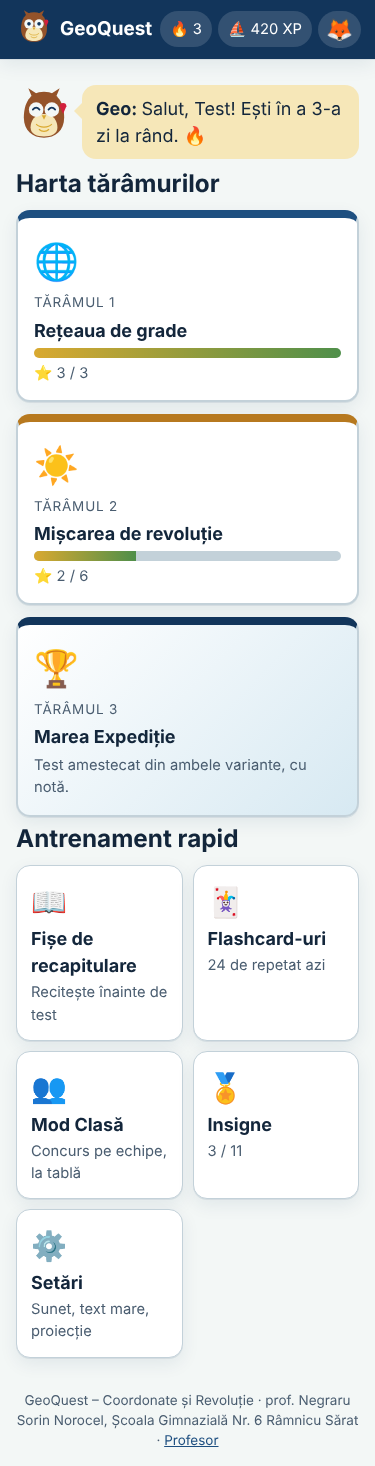 GeoQuest
🔥 3
⛵ 420 XP
Geo: Salut, Test! Ești în a 3-a
zi la rând. 🔥
Harta tărâmurilor
TĂRÂMUL 1
Rețeaua de grade
⭐ 3 / 3
TĂRÂMUL 2
Mișcarea de revoluție
⭐ 2 / 6
TĂRÂMUL 3
Marea Expediție
Test amestecat din ambele variante, cu
notă.
Antrenament rapid
Fișe de
recapitulare
Recitește înainte de
test
Flashcard-uri
24 de repetat azi
Mod Clasă
Concurs pe echipe,
la tablă
Insigne
3 / 11
Setări
Sunet, text mare,
proiecție
GeoQuest – Coordonate și Revoluție · prof. Negraru
Sorin Norocel, Școala Gimnazială Nr. 6 Râmnicu Sărat
· Profesor